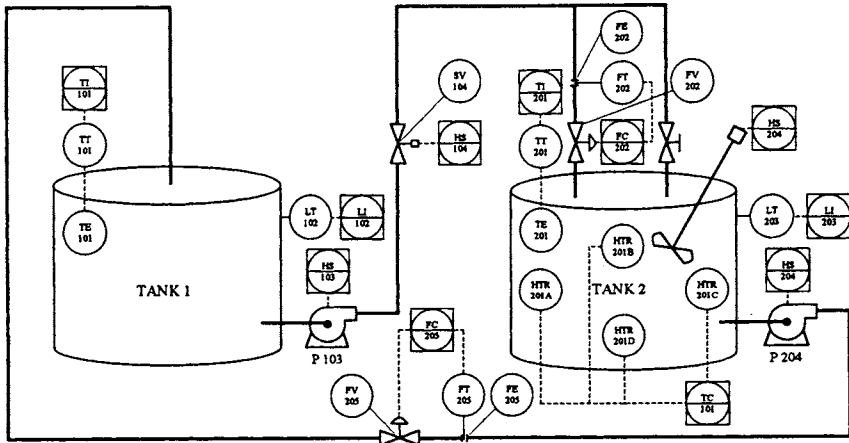 FE
202
TI
101
SV
104
TI
201
FT
202
FV
202
TT
101
HS
104
TT
201
FC
202
HS
204
TE
101
LT
102
LI
102
TE
201
HTR
201B
LT
203
LI
203
HS
103
HTR
201A
TANK 1
TANK 2
HTR
201C
HS
204
FC
205
HTR
201D
P 103
P 204
FV
205
FT
205
FE
205
TC
101